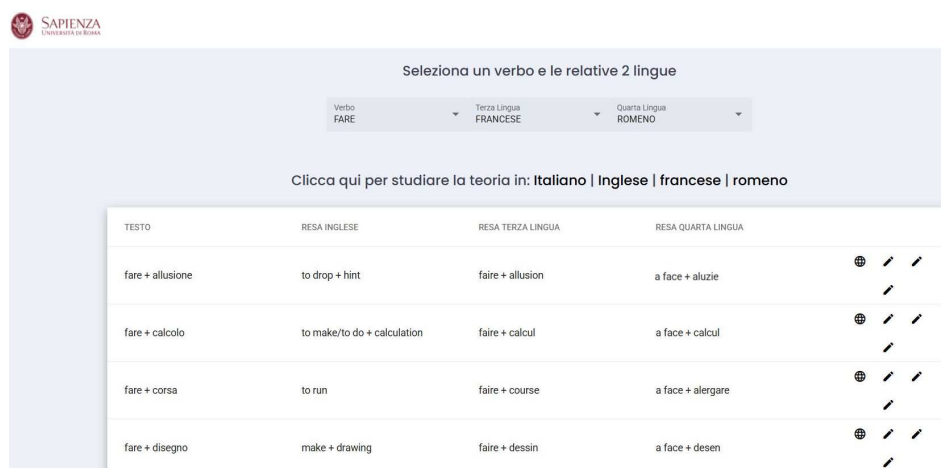 SAPIENZA
UNIVERSITÀ DI ROMA
Seleziona un verbo e le relative 2 lingue
Verbo Terza Lingua Quarta Lingua
FARE FRANCESE ROMENO
Clicca qui per studiare la teoria in: Italiano | Inglese | francese | romeno
TESTO RESA INGLESE RESA TERZA LINGUA RESA QUARTA LINGUA
fare + allusione to drop + hint faire + allusion a face + aluzie
fare + calcolo to make/to do + calculation faire + calcul a face + calcul
fare + corsa to run faire + course a face + alergare
fare + disegno make + drawing faire + dessin a face + desen